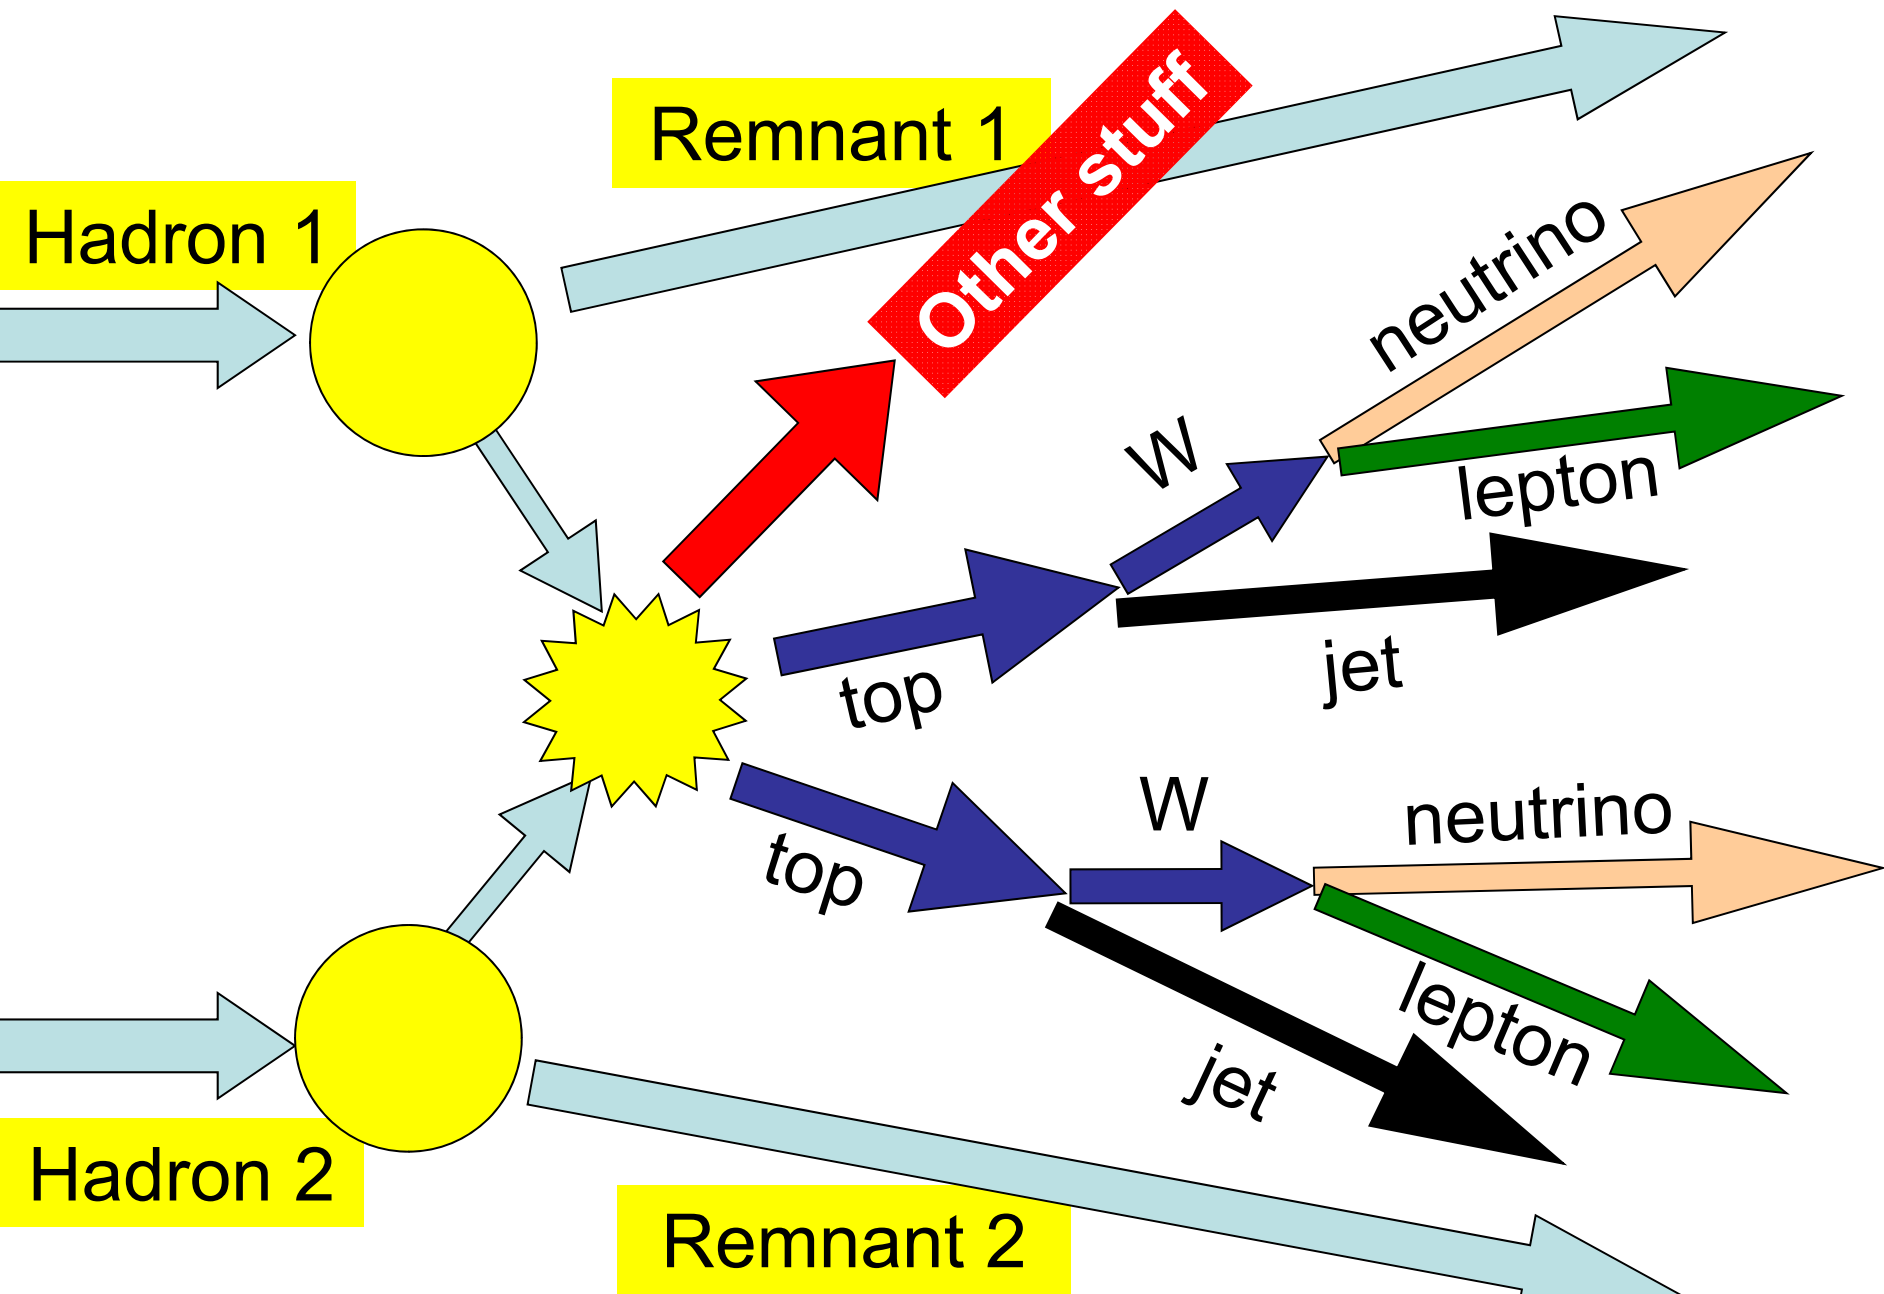 Remnant 1
Other stuff
Hadron 1
neutrino
W
lepton
jet
top
W
neutrino
top
lepton
jet
Hadron 2
Remnant 2